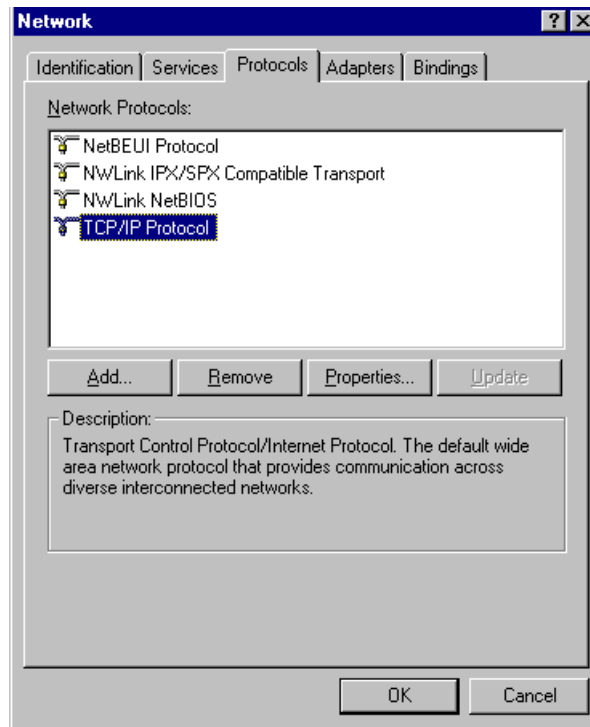 Network
Identification Services Protocols Adapters Bindings
Network Protocols:
NetBEUI Protocol
NWLink IPX/SPX Compatible Transport
NWLink NetBIOS
TCP/IP Protocol
Add... Remove Properties... Update
Description:
Transport Control Protocol/Internet Protocol. The default wide
area network protocol that provides communication across
diverse interconnected networks.
OK Cancel